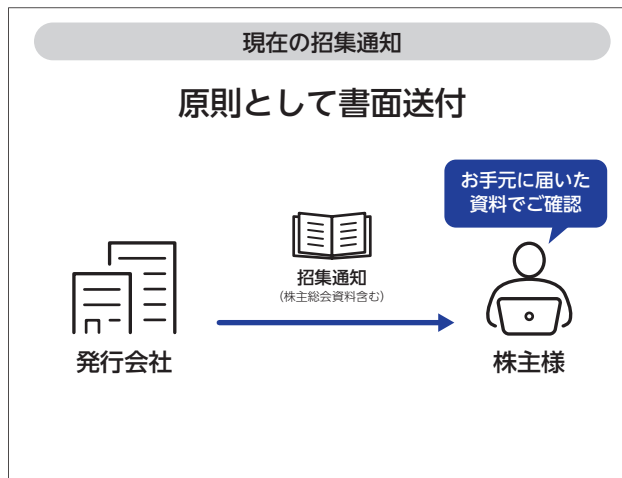 現在の招集通知
原則として書面送付
お手元に届いた
資料でご確認
招集通知
（株主総会資料含む）
発行会社
株主様